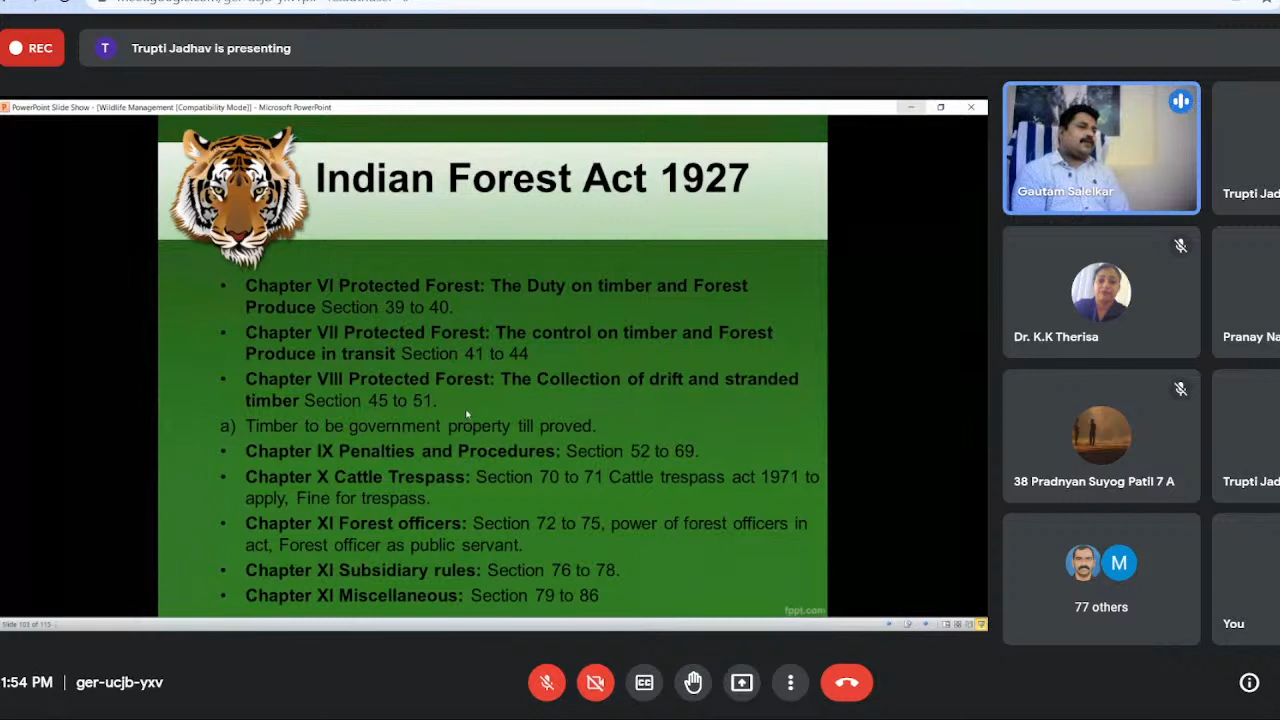 REC
T
Trupti Jadhav is presenting
PowerPoint Slide Show - [Wildlife Management [Compatibility Mode]] - Microsoft PowerPoint
Indian Forest Act 1927
• Chapter VI Protected Forest: The Duty on timber and Forest
Produce Section 39 to 40.
• Chapter VII Protected Forest: The control on timber and Forest
Produce in transit Section 41 to 44
• Chapter VIII Protected Forest: The Collection of drift and stranded
timber Section 45 to 51.
a) Timber to be government property till proved.
• Chapter IX Penalties and Procedures: Section 52 to 69.
• Chapter X Cattle Trespass: Section 70 to 71 Cattle trespass act 1971 to
apply, Fine for trespass.
• Chapter XI Forest officers: Section 72 to 75, power of forest officers in
act, Forest officer as public servant.
• Chapter XI Subsidiary rules: Section 76 to 78.
• Chapter XI Miscellaneous: Section 79 to 86
fppt.com
Slide 103 of 115
Gautam Salelkar
Trupti Jad
Dr. K.K Therisa
Pranay Na
38 Pradnyan Suyog Patil 7 A
Trupti Jad
M
77 others
You
1:54 PM | ger-ucjb-yxv